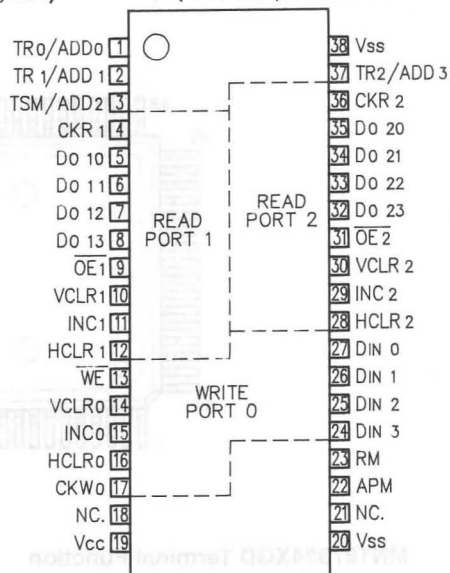 TR0/ADD0 1
TR 1/ADD 1 2
TSM/ADD2 3
CKR 1 4
DO 10 5
DO 11 6
DO 12 7
DO 13 8
OE1 9
VCLR1 10
INC1 11
HCLR 1 12
WE 13
VCLR0 14
INC0 15
HCLR0 16
CKW0 17
NC. 18
Vcc 19
READ
PORT 1
READ
PORT 2
WRITE
PORT 0
38 Vss
37 TR2/ADD 3
36 CKR 2
35 DO 20
34 DO 21
33 DO 22
32 DO 23
31 OE 2
30 VCLR 2
29 INC 2
28 HCLR 2
27 DIN 0
26 DIN 1
25 DIN 2
24 DIN 3
23 RM
22 APM
21 NC.
20 Vss